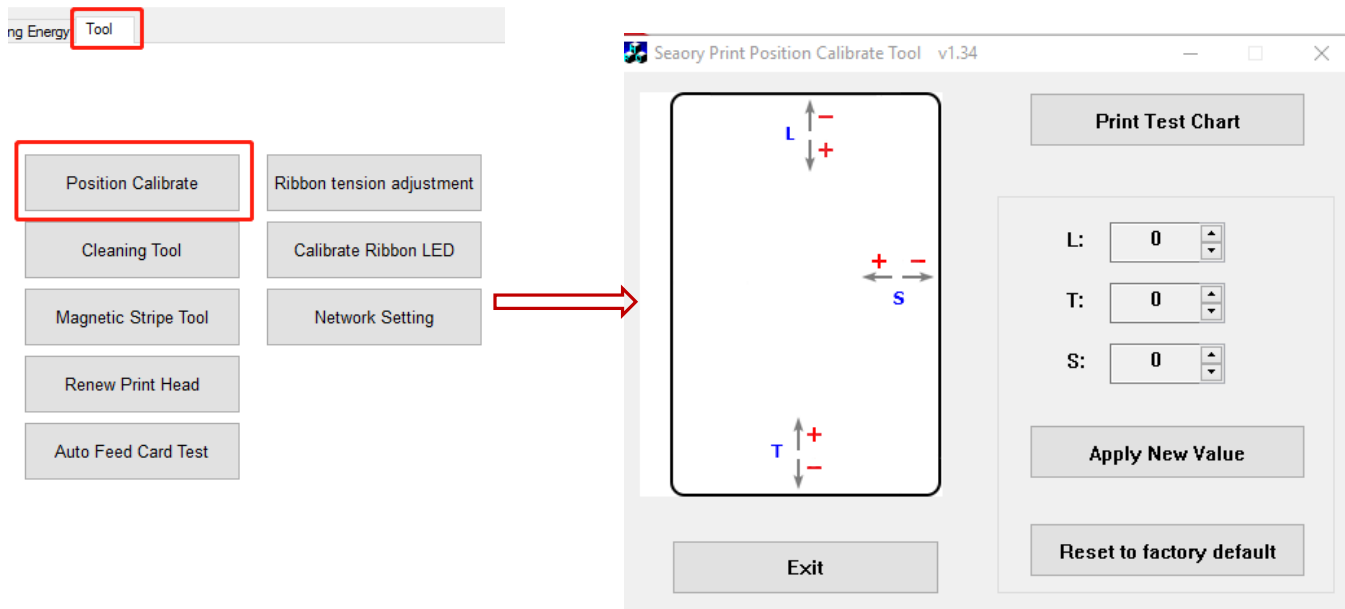 ng Energy Tool
Position Calibrate
Ribbon tension adjustment
Cleaning Tool
Calibrate Ribbon LED
Magnetic Stripe Tool
Network Setting
Renew Print Head
Auto Feed Card Test
Seaory Print Position Calibrate Tool v1.34
L
−
+
+ −
S
T
+
−
Print Test Chart
L: 0
T: 0
S: 0
Apply New Value
Reset to factory default
Exit